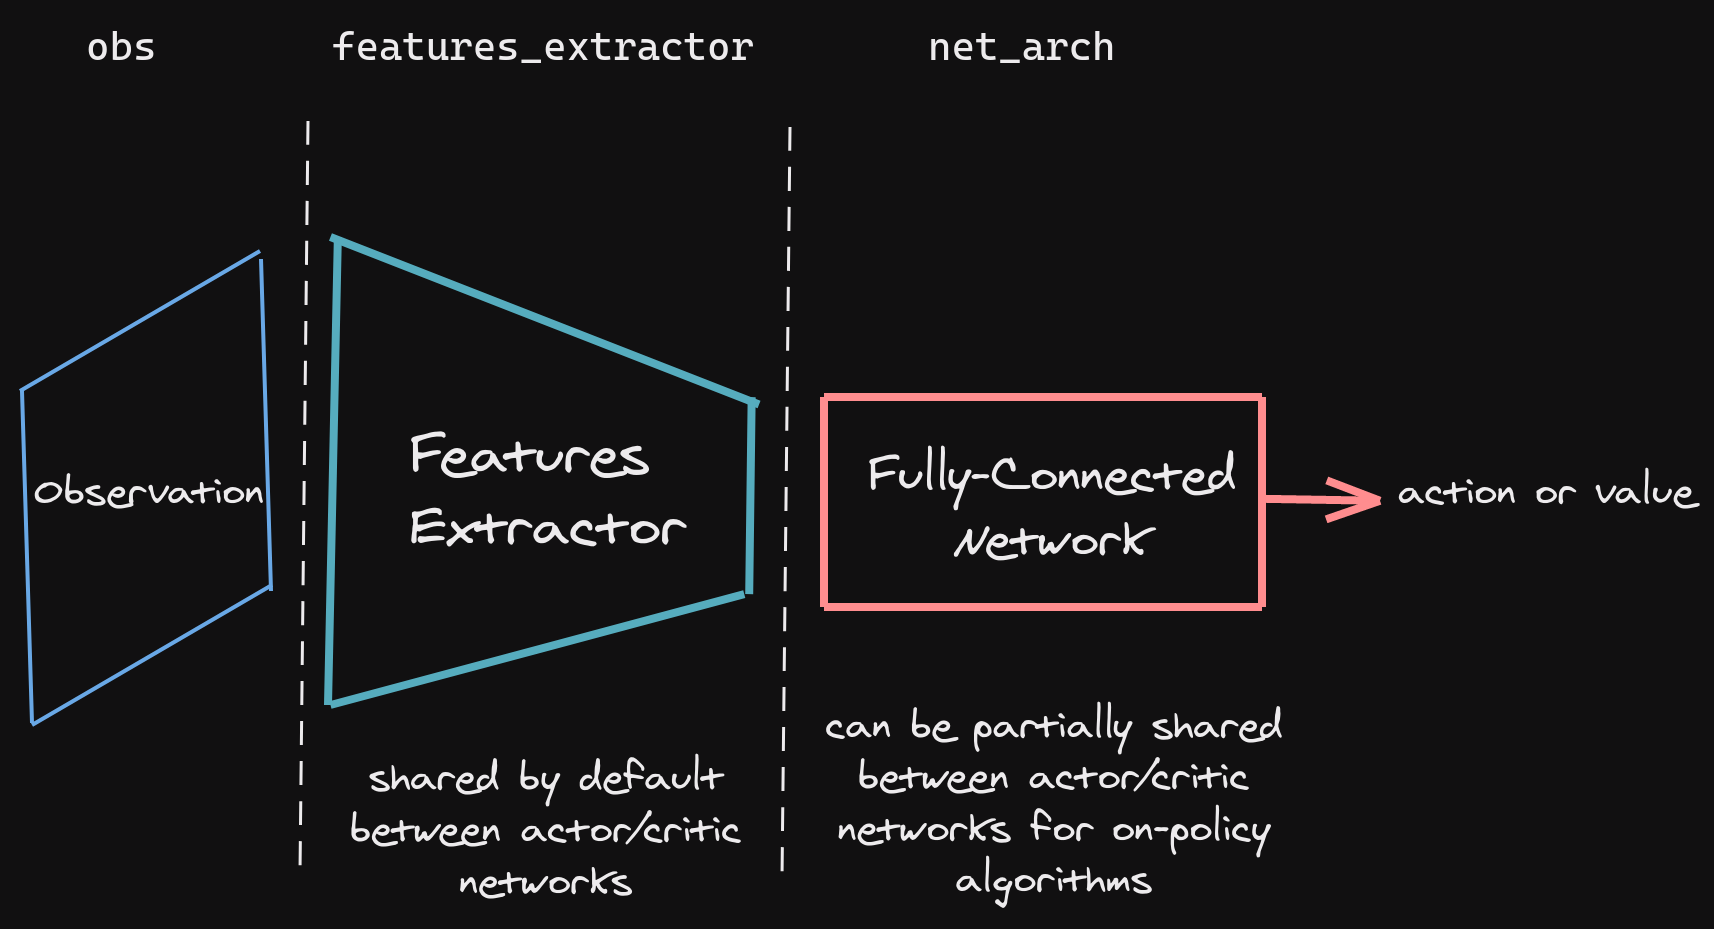 obs
features_extractor
net_arch
Observation
Features
Extractor
Fully-Connected
Network
action or value
shared by default
between actor/critic
networks
can be partially shared
between actor/critic
networks for on-policy
algorithms